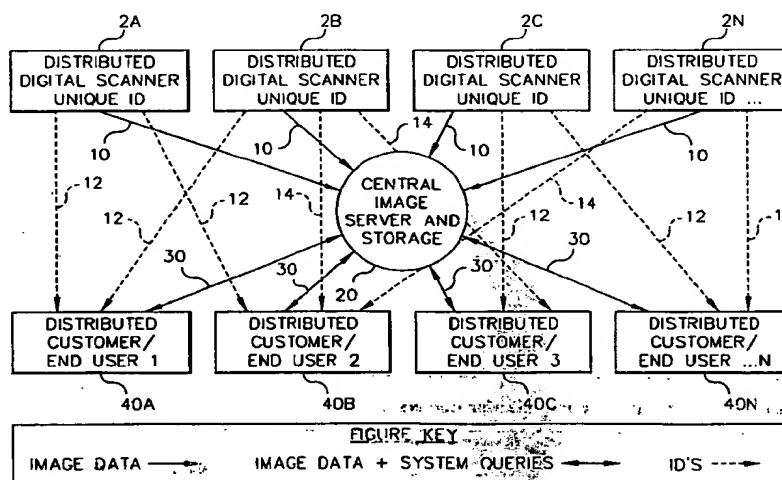 2A 2B 2C 2N
DISTRIBUTED DIGITAL SCANNER UNIQUE ID
DISTRIBUTED DIGITAL SCANNER UNIQUE ID
DISTRIBUTED DIGITAL SCANNER UNIQUE ID
DISTRIBUTED DIGITAL SCANNER UNIQUE ID ...
10 10 14 10 10
12 12 12 14 12 14 12
CENTRAL
IMAGE
SERVER AND
STORAGE
30 30 20 30 30
DISTRIBUTED CUSTOMER/ END USER 1
DISTRIBUTED CUSTOMER/ END USER 2
DISTRIBUTED CUSTOMER/ END USER 3
DISTRIBUTED CUSTOMER/ END USER ...N
40A 40B 40C 40N
FIGURE KEY
IMAGE DATA IMAGE DATA + SYSTEM QUERIES ID'S